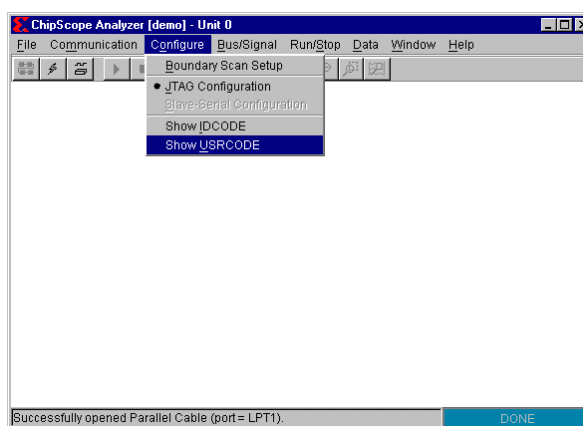 ChipScope Analyzer [demo] - Unit 0
File Communication Configure Bus/Signal Run/Stop Data Window Help
Boundary Scan Setup
JTAG Configuration
Slave-Serial Configuration
Show IDCODE
Show USRCODE
Successfully opened Parallel Cable (port = LPT1). DONE